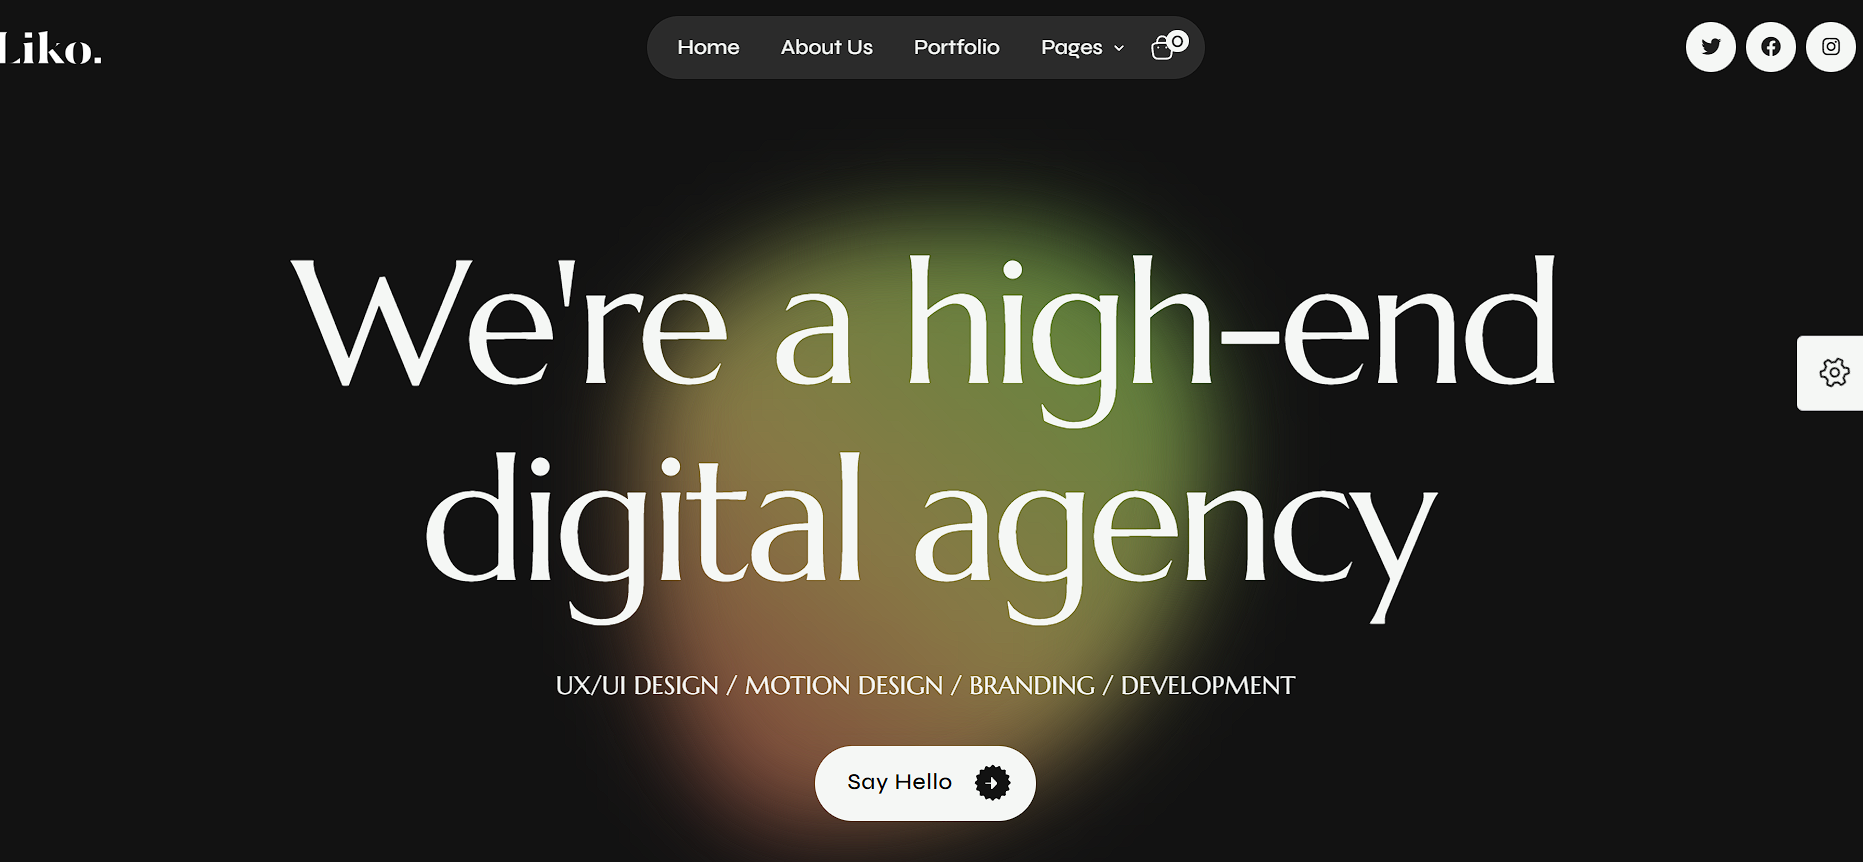 Liko.
Home About Us Portfolio Pages 0
We're a high-end
digital agency
UX/UI DESIGN / MOTION DESIGN / BRANDING / DEVELOPMENT
Say Hello